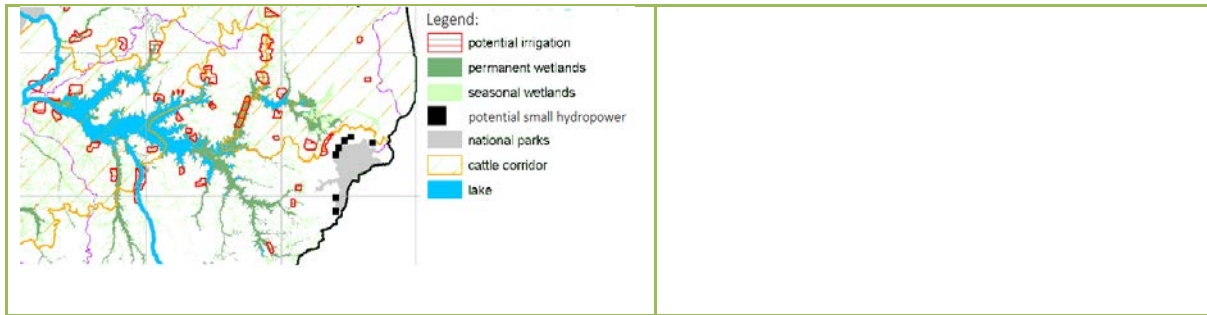 Legend:
potential irrigation
permanent wetlands
seasonal wetlands
potential small hydropower
national parks
cattle corridor
lake